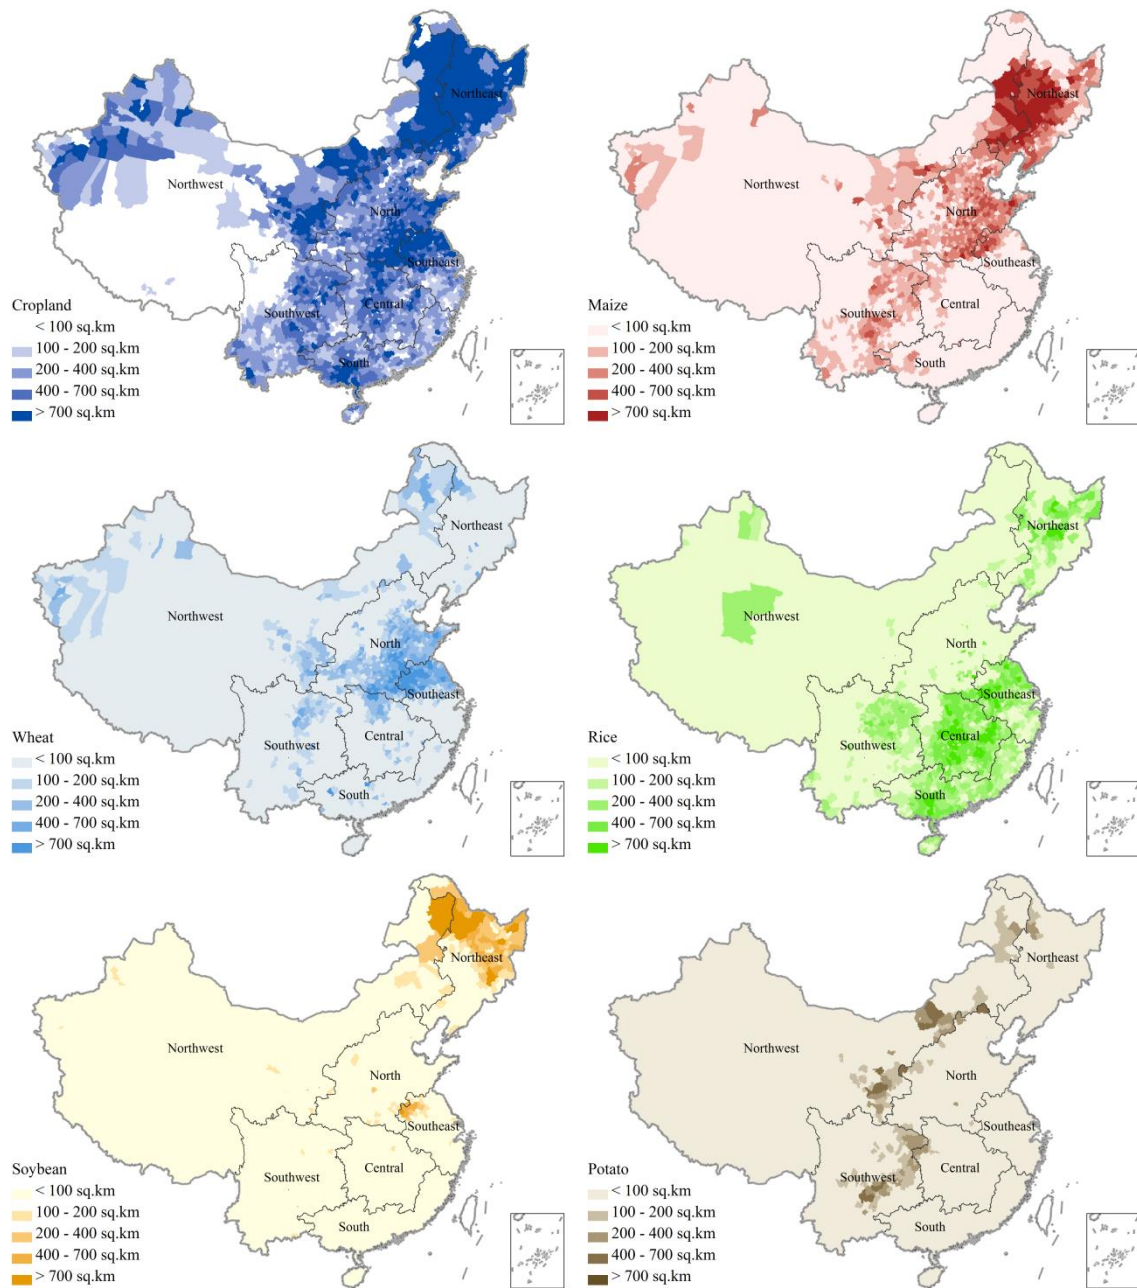 Northeast
Northwest
North
Southeast
Southwest
Central
South
Cropland
< 100 sq.km
100 - 200 sq.km
200 - 400 sq.km
400 - 700 sq.km
> 700 sq.km
Northeast
Northwest
North
Southeast
Southwest
Central
South
Maize
< 100 sq.km
100 - 200 sq.km
200 - 400 sq.km
400 - 700 sq.km
> 700 sq.km
Northeast
Northwest
North
Southeast
Southwest
Central
South
Wheat
< 100 sq.km
100 - 200 sq.km
200 - 400 sq.km
400 - 700 sq.km
> 700 sq.km
Northeast
Northwest
North
Southeast
Southwest
Central
South
Rice
< 100 sq.km
100 - 200 sq.km
200 - 400 sq.km
400 - 700 sq.km
> 700 sq.km
Northeast
Northwest
North
Southeast
Southwest
Central
South
Soybean
< 100 sq.km
100 - 200 sq.km
200 - 400 sq.km
400 - 700 sq.km
> 700 sq.km
Northeast
Northwest
North
Southeast
Southwest
Central
South
Potato
< 100 sq.km
100 - 200 sq.km
200 - 400 sq.km
400 - 700 sq.km
> 700 sq.km